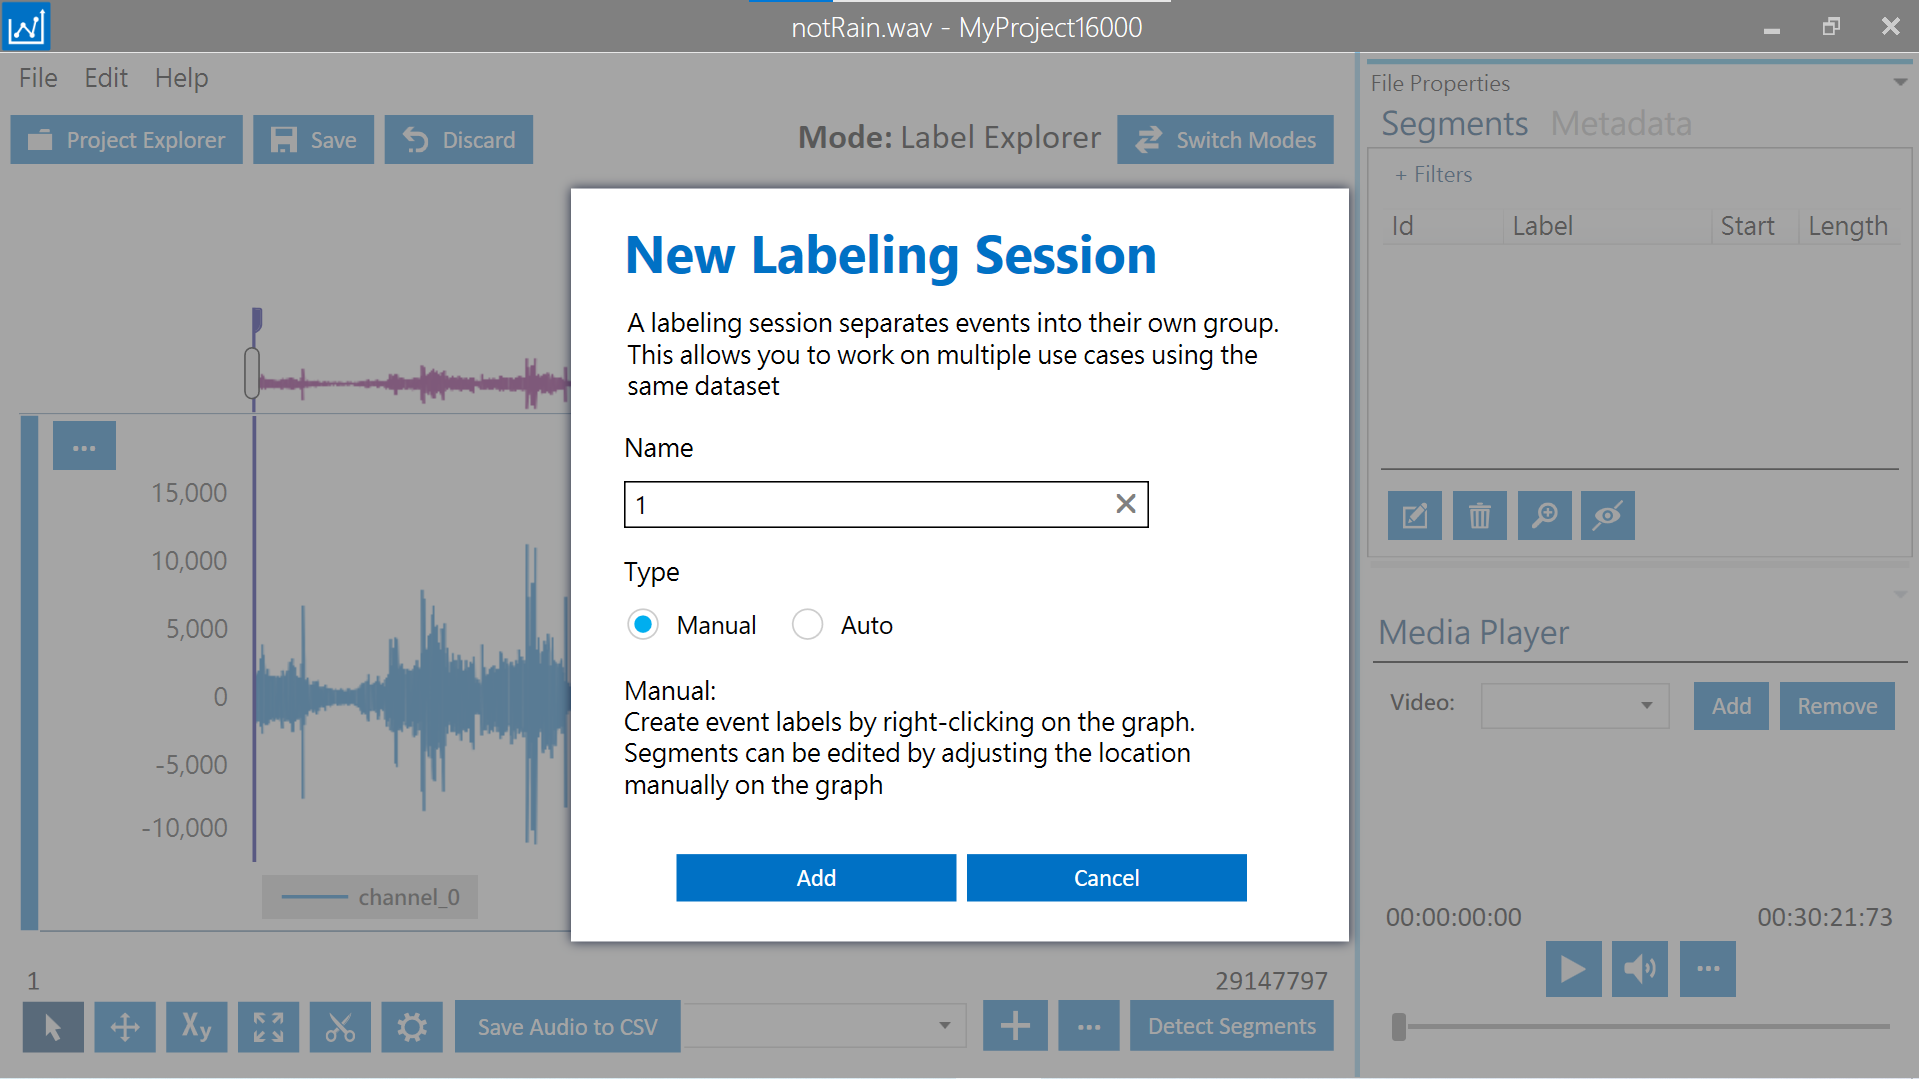 notRain.wav - MyProject16000
File Edit Help
Project Explorer Save Discard
Mode: Label Explorer Switch Modes
New Labeling Session
A labeling session separates events into their own group.
This allows you to work on multiple use cases using the
same dataset
Name
1
Type
Manual Auto
Manual:
Create event labels by right-clicking on the graph.
Segments can be edited by adjusting the location
manually on the graph
Add Cancel
...
15,000
10,000
5,000
0
-5,000
-10,000
channel_0
1 29147797
Xy Save Audio to CSV + ... Detect Segments
File Properties
Segments Metadata
+ Filters
Id Label Start Length
Media Player
Video: Add Remove
00:00:00:00 00:30:21:73
...